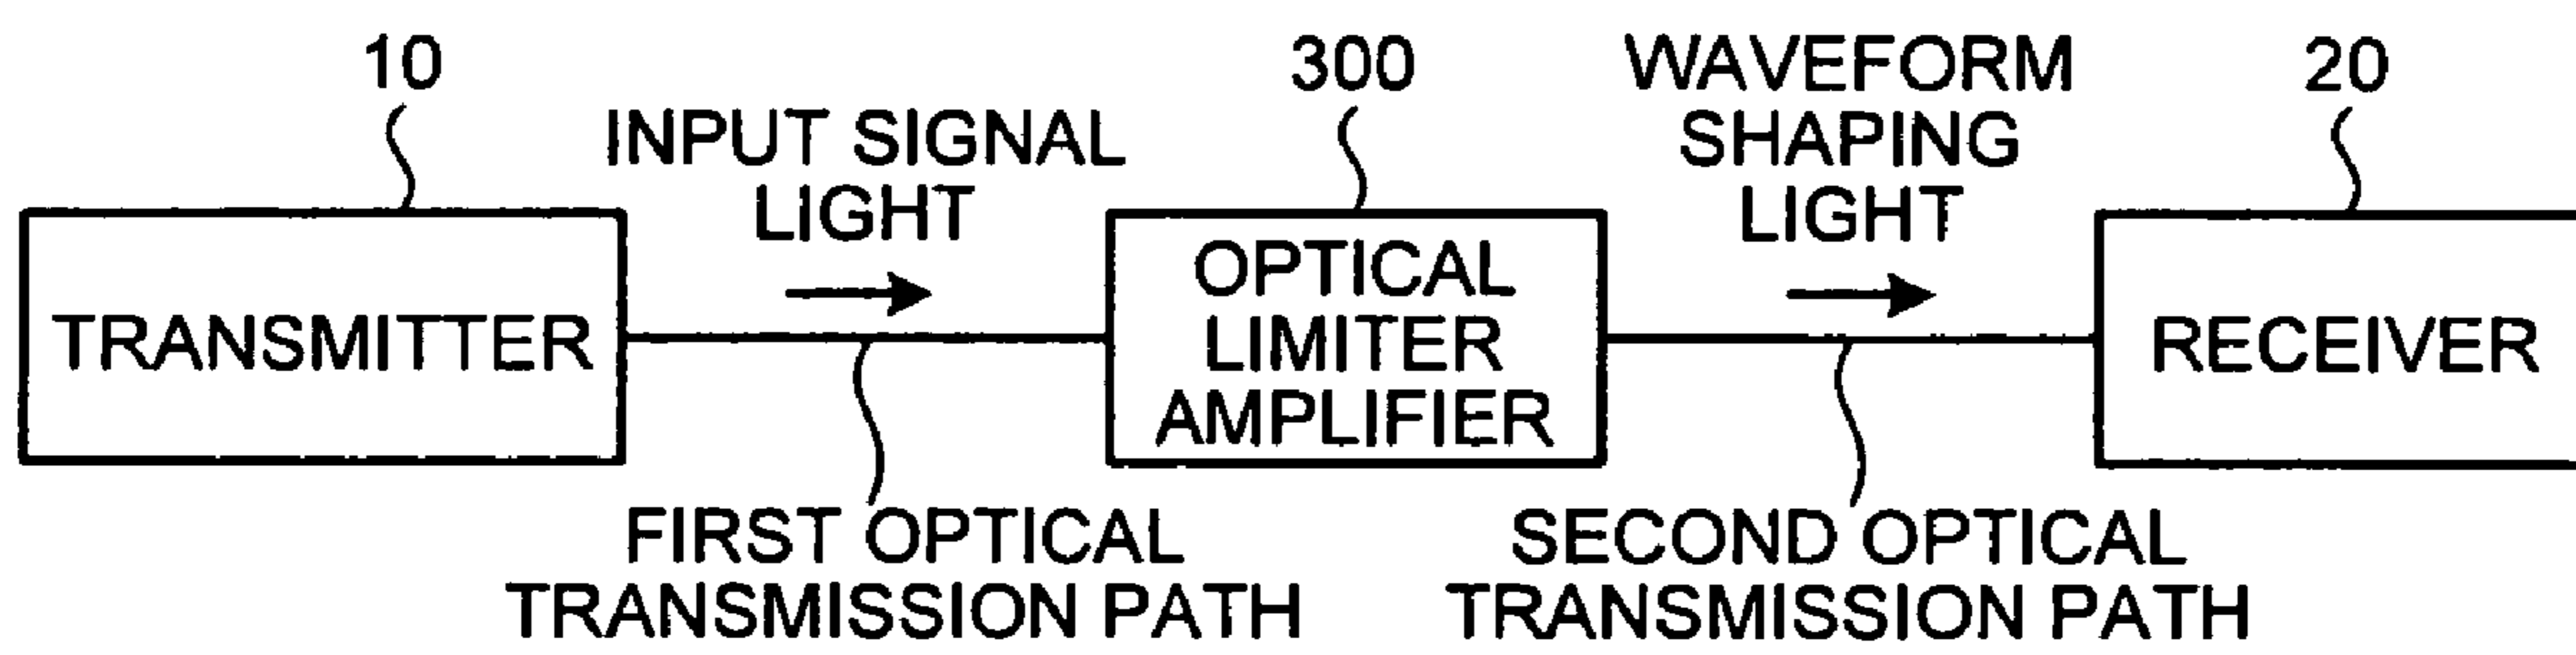 10
INPUT SIGNAL
LIGHT
300
WAVEFORM
SHAPING
LIGHT
20
TRANSMITTER
OPTICAL
LIMITER
AMPLIFIER
RECEIVER
FIRST OPTICAL
TRANSMISSION PATH
SECOND OPTICAL
TRANSMISSION PATH